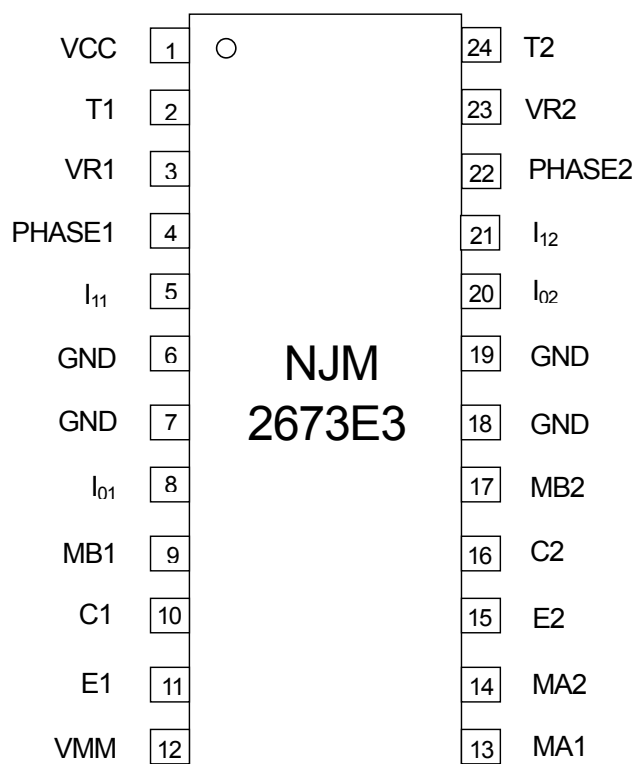 VCC 1 24 T2
T1 2 23 VR2
VR1 3 22 PHASE2
PHASE1 4 21 I₁₂
I₁₁ 5 20 I₀₂
GND 6 19 GND
NJM
2673E3
GND 7 18 GND
I₀₁ 8 17 MB2
MB1 9 16 C2
C1 10 15 E2
E1 11 14 MA2
VMM 12 13 MA1